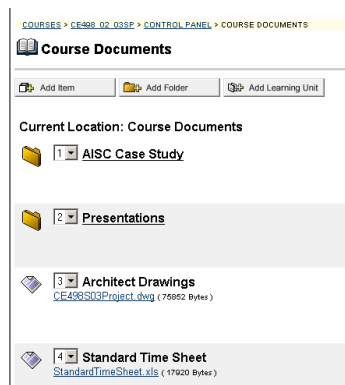 COURSES > CE498_02_03SP > CONTROL PANEL > COURSE DOCUMENTS
Course Documents
Add Item Add Folder Add Learning Unit
Current Location: Course Documents
1 AISC Case Study
2 Presentations
3 Architect Drawings
CE498S03Project.dwg ( 75852 Bytes )
4 Standard Time Sheet
StandardTimeSheet.xls ( 17920 Bytes )